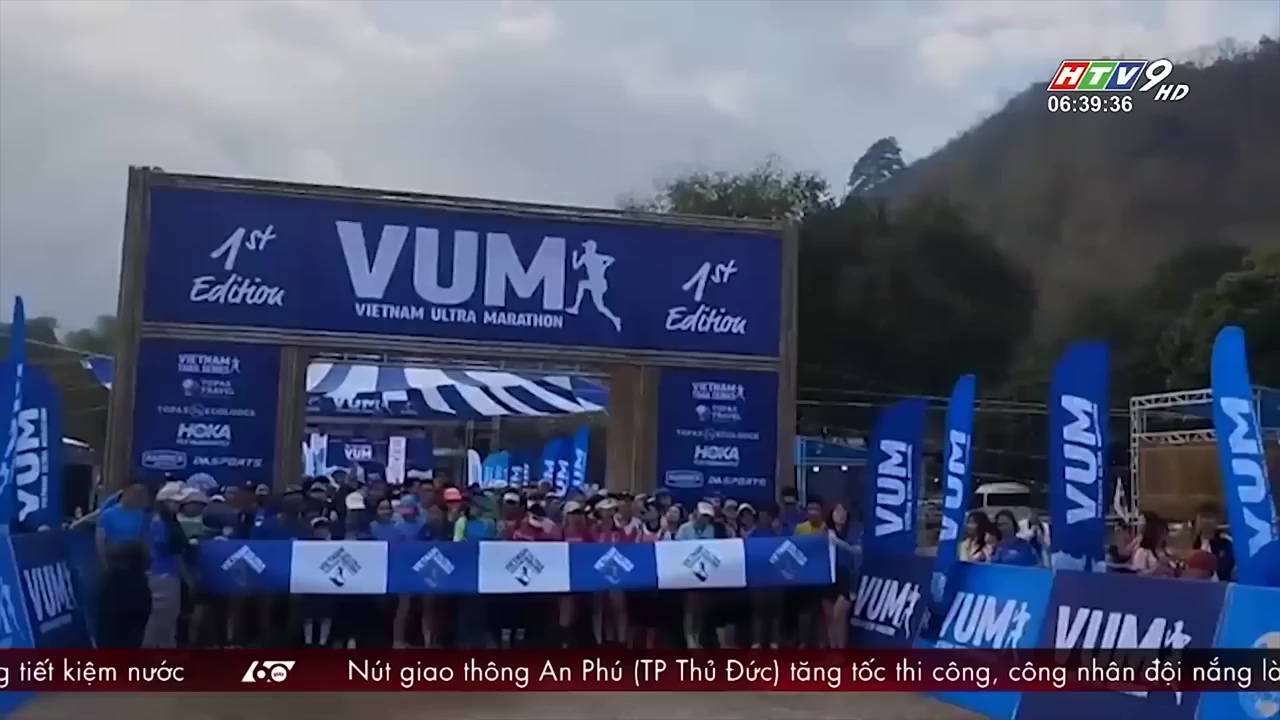 HTV9 HD
06:39:36
1st Edition
VUM
VIETNAM ULTRA MARATHON
1st Edition
VIETNAM TRAIL SERIES
TOPAS TRAVEL
TOPAS ECOLODGE
HOKA
DASPORTS
VIETNAM TRAIL SERIES
TOPAS TRAVEL
TOPAS ECOLODGE
HOKA
DASPORTS
VUM
VUM
VUM
VUM
VUM
VUM
VUM
VUM
VUM
VUM
g tiết kiệm nước
60 giây
Nút giao thông An Phú (TP Thủ Đức) tăng tốc thi công, công nhân đội nắng là